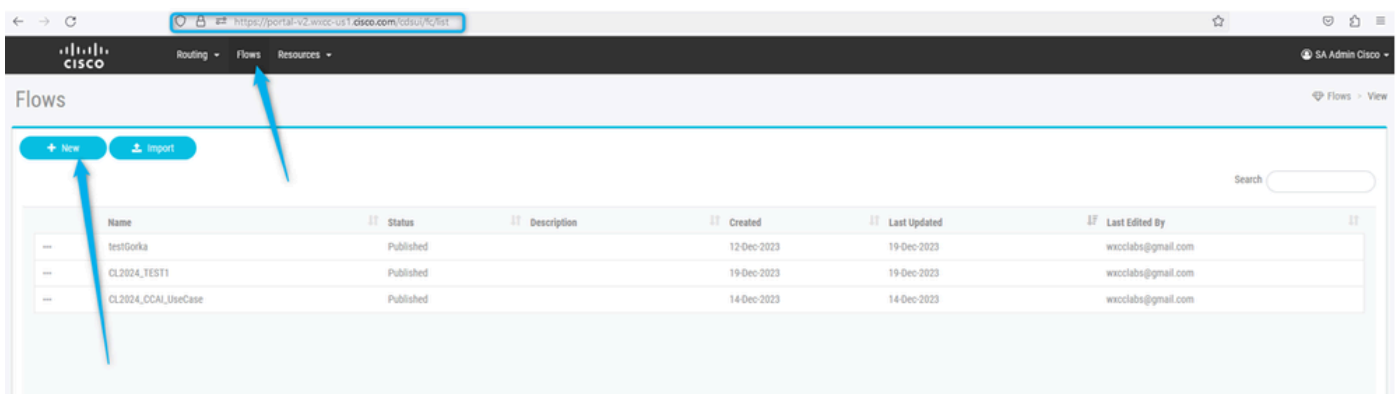 https://portal-v2.wxcc-us1.cisco.com/cdsui/fc/list
CISCO Routing Flows Resources SA Admin Cisco
Flows Flows > View
+ New Import
Search
Name Status Description Created Last Updated Last Edited By
... testGorka Published 12-Dec-2023 19-Dec-2023 wxcclabs@gmail.com
... CL2024_TEST1 Published 19-Dec-2023 19-Dec-2023 wxcclabs@gmail.com
... CL2024_CCAI_UseCase Published 14-Dec-2023 14-Dec-2023 wxcclabs@gmail.com